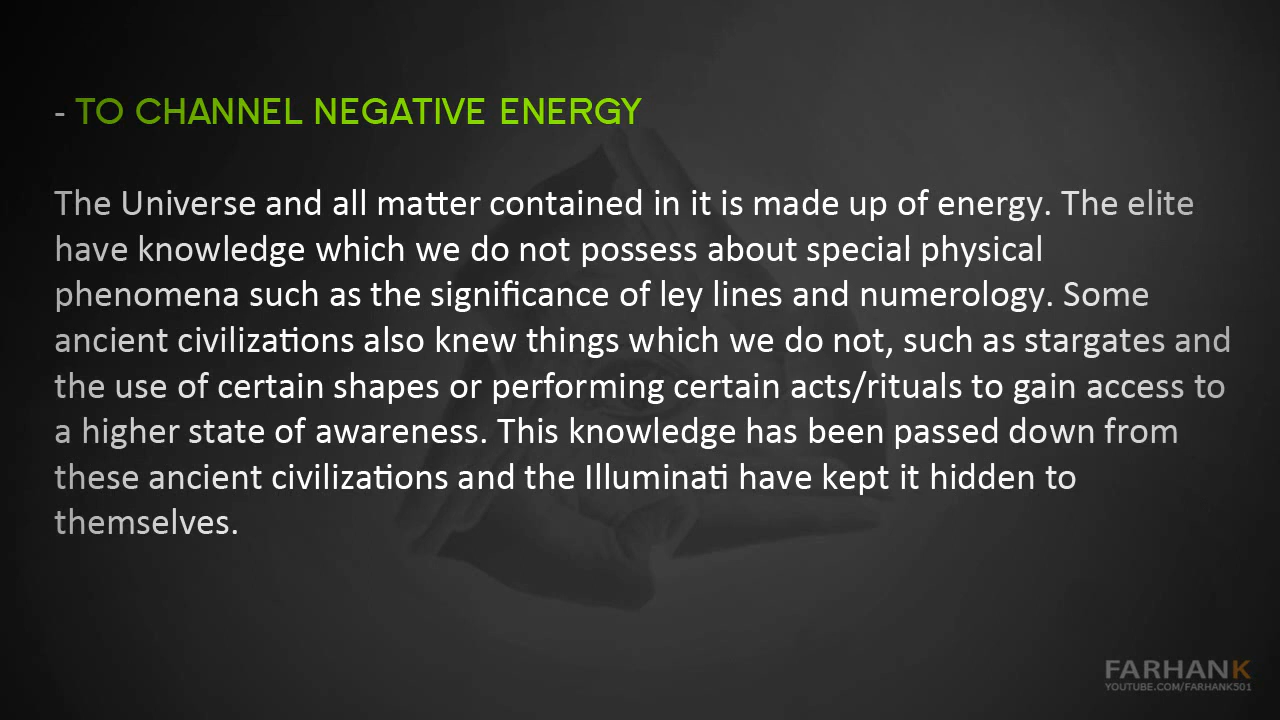 - TO CHANNEL NEGATIVE ENERGY
The Universe and all matter contained in it is made up of energy. The elite
have knowledge which we do not possess about special physical
phenomena such as the significance of ley lines and numerology. Some
ancient civilizations also knew things which we do not, such as stargates and
the use of certain shapes or performing certain acts/rituals to gain access to
a higher state of awareness. This knowledge has been passed down from
these ancient civilizations and the Illuminati have kept it hidden to
themselves.
FARHANK
YOUTUBE.COM/FARHANK501